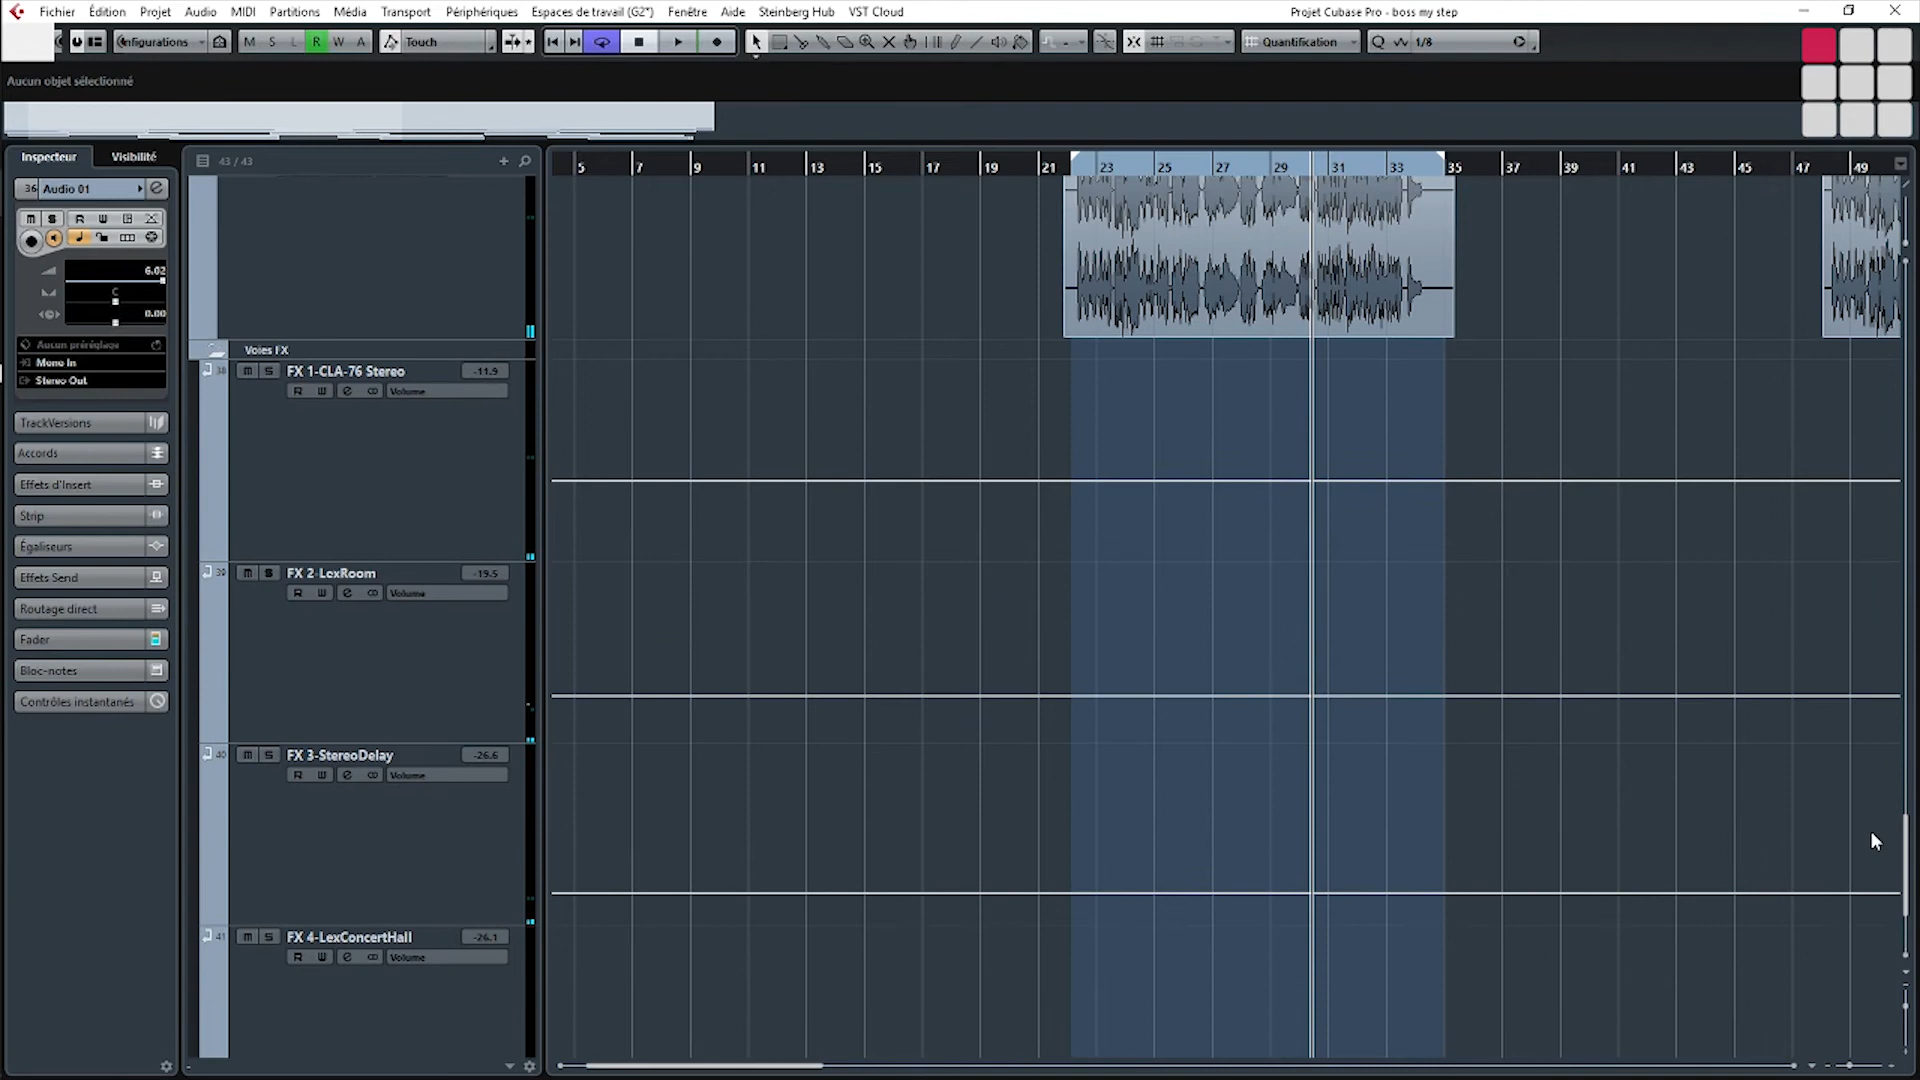 Fichier Édition Projet Audio MIDI Partitions Média Transport Périphériques Espaces de travail (G2*) Fenêtre Aide Steinberg Hub VST Cloud Projet Cubase Pro - boss my step
M S L R W A Touch Quantification Q 1/8
Aucun objet sélectionné
Inspecteur Visibilité 43 / 43
5 7 9 11 13 15 17 19 21 23 25 27 29 31 33 35 37 39 41 43 45 47 49
36 Audio 01
m S R W
6.02
C
0.00
Aucun préréglage
Mono In
Stereo Out
Voies FX
38 m S FX 1-CLA-76 Stereo -11.9
R W e Volume
TrackVersions
Accords
Effets d'Insert
Strip
Égaliseurs
Effets Send
Routage direct
Fader
Bloc-notes
Contrôles instantanés
39 m S FX 2-LexRoom -19.5
R W e Volume
40 m S FX 3-StereoDelay -26.6
R W e Volume
41 m S FX 4-LexConcertHall -26.1
R W e Volume